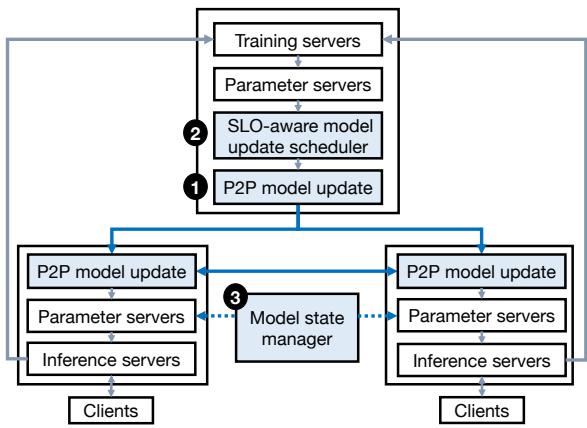 Training servers
Parameter servers
2
SLO-aware model
update scheduler
1
P2P model update
P2P model update
Parameter servers
Inference servers
Clients
3
Model state
manager
P2P model update
Parameter servers
Inference servers
Clients